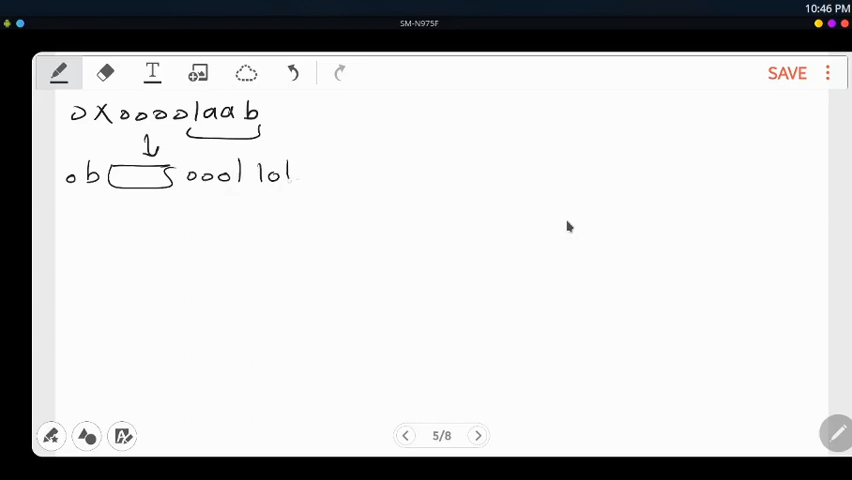 10:46 PM
SM-N975F
T SAVE
0x00001aab
0b 0001 101
5/8
A